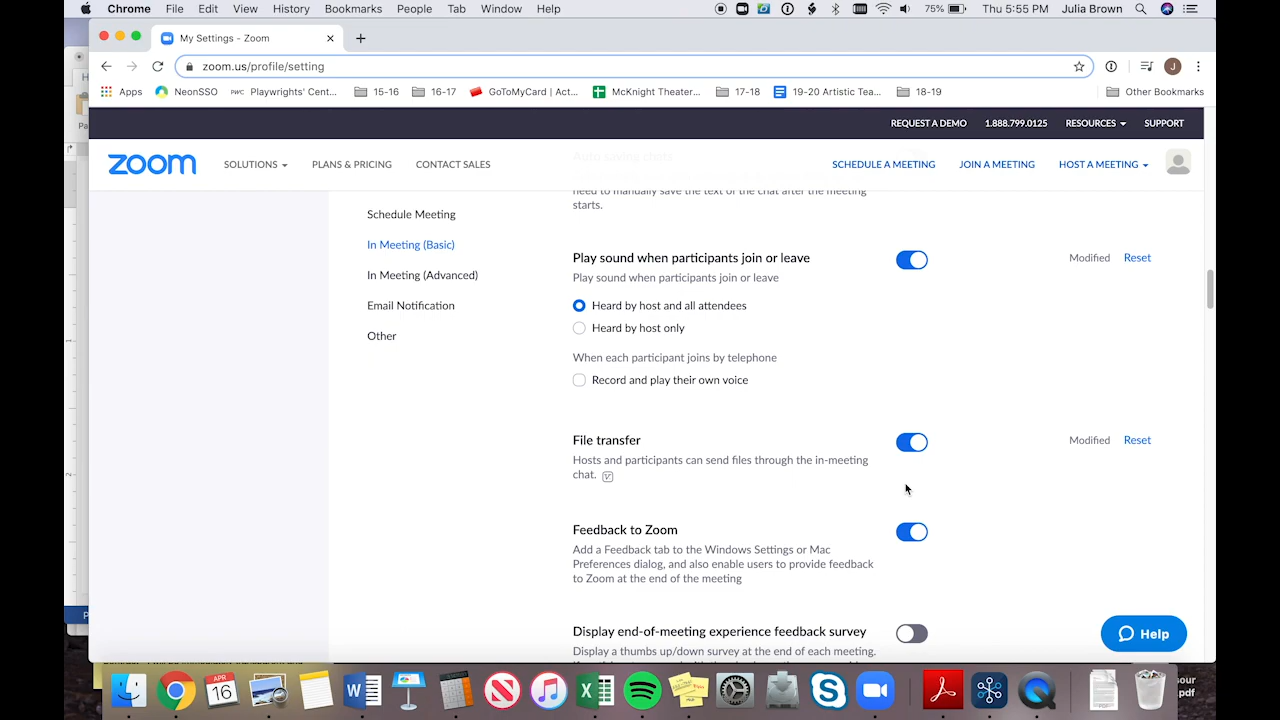 Chrome File Edit View History Bookmarks People Tab Window Help 75% Thu 5:55 PM Julia Brown
My Settings - Zoom
zoom.us/profile/setting J
Apps NeonSSO PWC Playwrights' Cent... 15-16 16-17 GoToMyCard | Act... McKnight Theater... 17-18 19-20 Artistic Tea... 18-19 Other Bookmarks
REQUEST A DEMO 1.888.799.0125 RESOURCES SUPPORT
zoom SOLUTIONS PLANS & PRICING CONTACT SALES SCHEDULE A MEETING JOIN A MEETING HOST A MEETING
Auto saving chats
need to manually save the text of the chat after the meeting
starts.
Schedule Meeting
In Meeting (Basic)
In Meeting (Advanced)
Email Notification
Other
Play sound when participants join or leave Modified Reset
Play sound when participants join or leave
Heard by host and all attendees
Heard by host only
When each participant joins by telephone
Record and play their own voice
File transfer Modified Reset
Hosts and participants can send files through the in-meeting
chat.
Feedback to Zoom
Add a Feedback tab to the Windows Settings or Mac
Preferences dialog, and also enable users to provide feedback
to Zoom at the end of the meeting
Display end-of-meeting experience feedback survey
Display a thumbs up/down survey at the end of each meeting.
Help
APR
16
our
.pdf